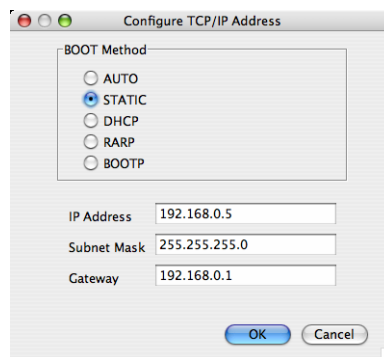 Configure TCP/IP Address
BOOT Method
AUTO
STATIC
DHCP
RARP
BOOTP
IP Address 192.168.0.5
Subnet Mask 255.255.255.0
Gateway 192.168.0.1
OK Cancel